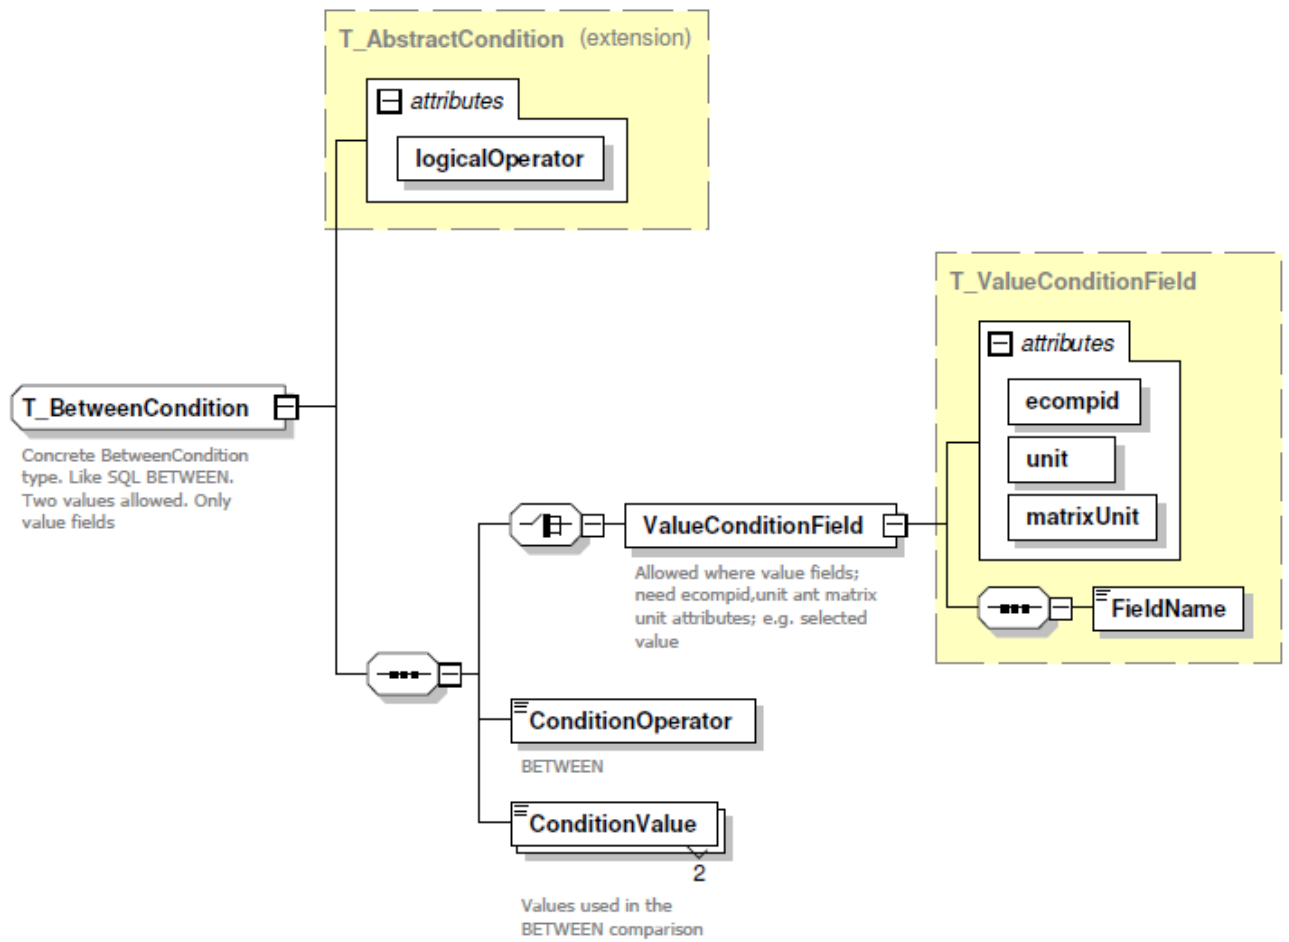 T_AbstractCondition (extension)
attributes
logicalOperator
T_ValueConditionField
attributes
ecompid
unit
matrixUnit
FieldName
T_BetweenCondition
Concrete BetweenCondition
type. Like SQL BETWEEN.
Two values allowed. Only
value fields
ValueConditionField
Allowed where value fields;
need ecompid,unit ant matrix
unit attributes; e.g. selected
value
ConditionOperator
BETWEEN
ConditionValue
2
Values used in the
BETWEEN comparison